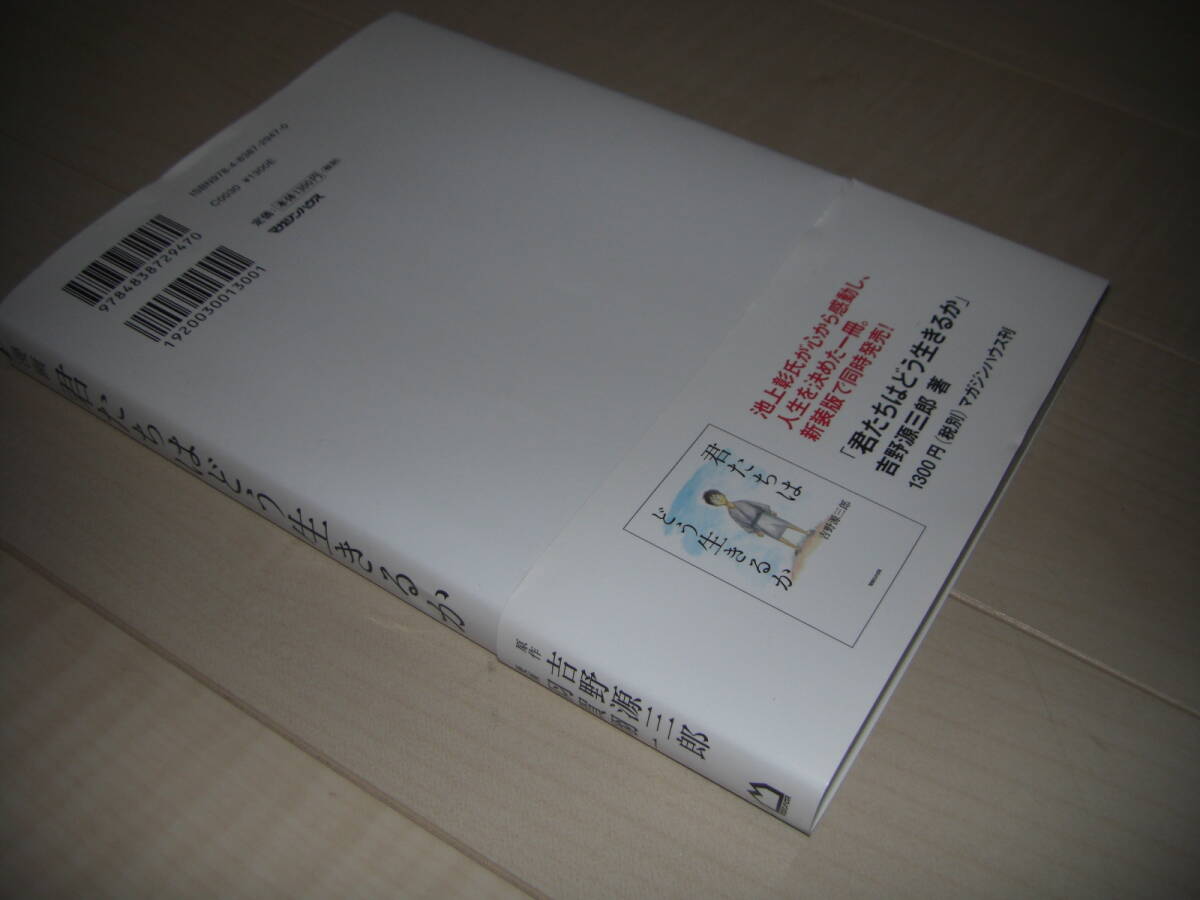 ISBN978-4-8387-2947-0
C0030 ¥1300E
定価：「本体1300円」(税別)
マガジンハウス
9784838729470
1920030013001
漫画 君たちはどう生きるか
池上彰氏が心から感動し、
人生を決めた一冊。
新装版で同時発売！
「君たちはどう生きるか」
吉野源三郎 著
1300円(税別) マガジンハウス刊
君たちは
どう生きるか
吉野源三郎
原作 吉野源三郎